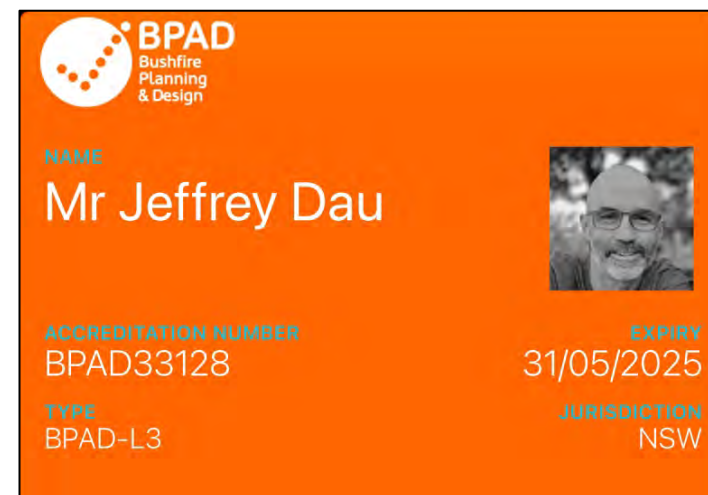 BPAD
Bushfire
Planning
& Design
NAME
Mr Jeffrey Dau
ACCREDITATION NUMBER
BPAD33128
EXPIRY
31/05/2025
TYPE
BPAD-L3
JURISDICTION
NSW